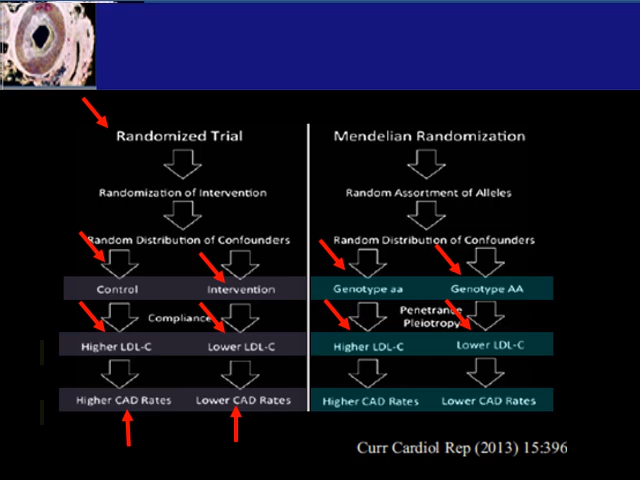 Randomized Trial
Mendelian Randomization
Randomization of Intervention
Random Assortment of Alleles
Random Distribution of Confounders
Random Distribution of Confounders
Control
Intervention
Genotype aa
Genotype AA
Compliance
Penetrance
Pleiotropy
Higher LDL-C
Lower LDL-C
Higher LDL-C
Lower LDL-C
Higher CAD Rates
Lower CAD Rates
Higher CAD Rates
Lower CAD Rates
Curr Cardiol Rep (2013) 15:396